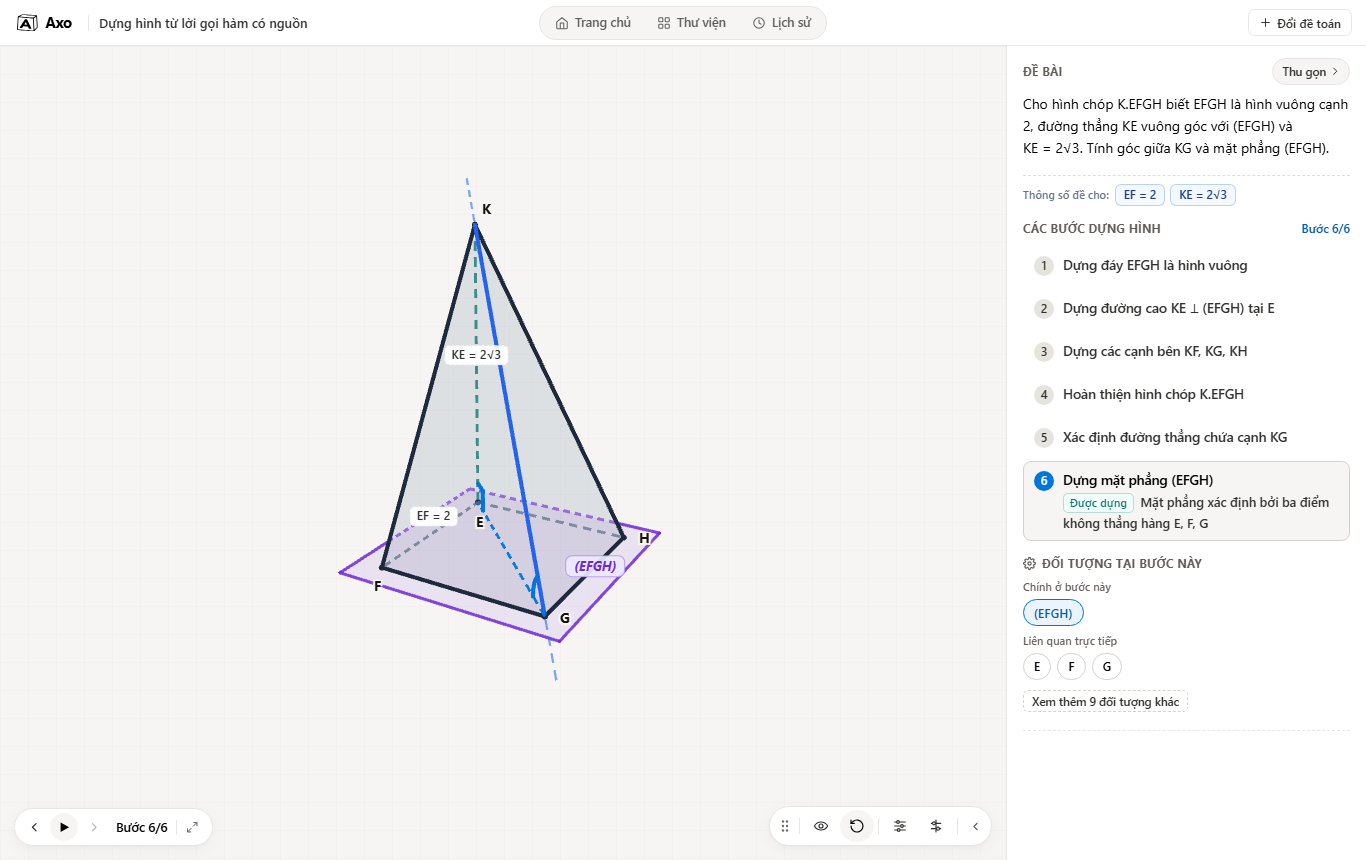 Axo
Dựng hình từ lời gọi hàm có nguồn
Trang chủ
Thư viện
Lịch sử
Đổi đề toán
K
KE = 2√3
EF = 2
E
H
(EFGH)
F
G
Bước 6/6
ĐỀ BÀI
Thu gọn
Cho hình chóp K.EFGH biết EFGH là hình vuông cạnh
2, đường thẳng KE vuông góc với (EFGH) và
KE = 2√3. Tính góc giữa KG và mặt phẳng (EFGH).
Thông số đề cho: EF = 2 KE = 2√3
CÁC BƯỚC DỰNG HÌNH
Bước 6/6
1 Dựng đáy EFGH là hình vuông
2 Dựng đường cao KE ⊥ (EFGH) tại E
3 Dựng các cạnh bên KF, KG, KH
4 Hoàn thiện hình chóp K.EFGH
5 Xác định đường thẳng chứa cạnh KG
6 Dựng mặt phẳng (EFGH)
Được dựng Mặt phẳng xác định bởi ba điểm
không thẳng hàng E, F, G
ĐỐI TƯỢNG TẠI BƯỚC NÀY
Chính ở bước này
(EFGH)
Liên quan trực tiếp
E F G
Xem thêm 9 đối tượng khác